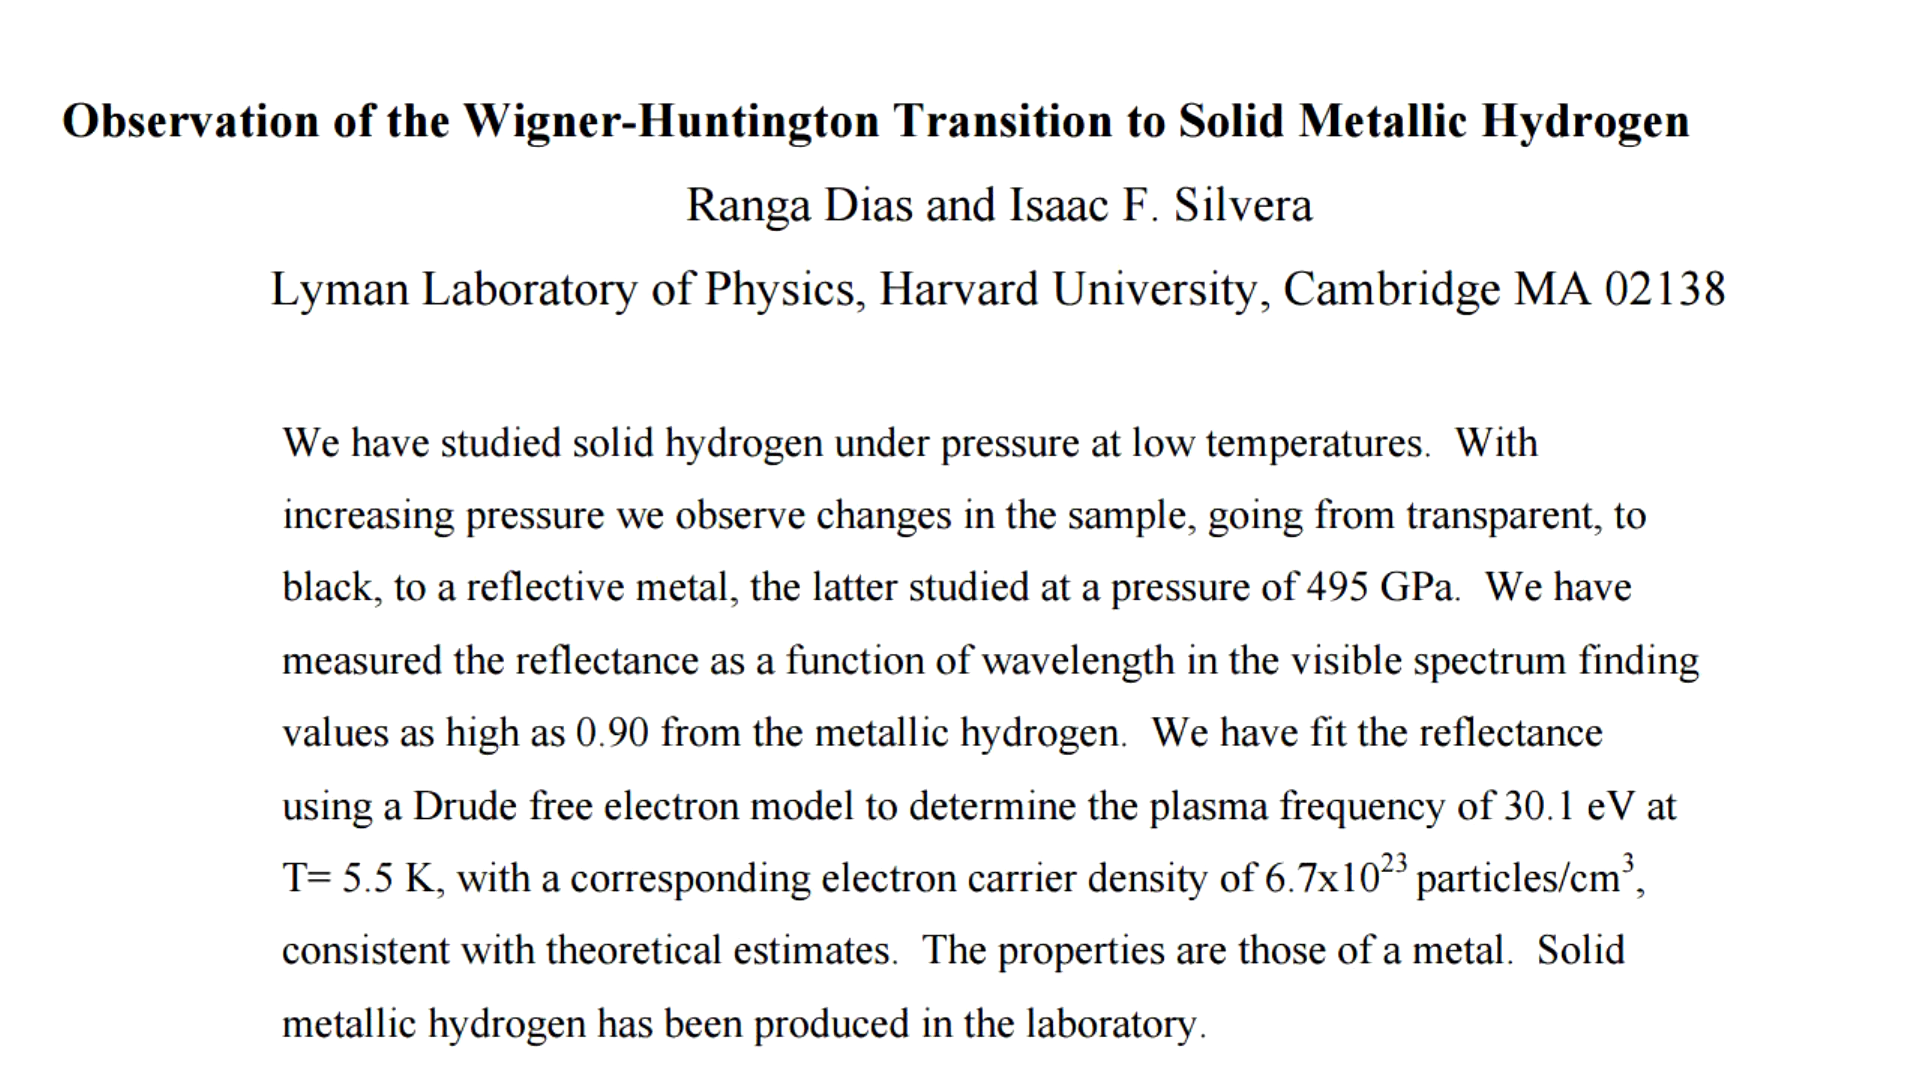 Observation of the Wigner-Huntington Transition to Solid Metallic Hydrogen
Ranga Dias and Isaac F. Silvera
Lyman Laboratory of Physics, Harvard University, Cambridge MA 02138
We have studied solid hydrogen under pressure at low temperatures.  With
increasing pressure we observe changes in the sample, going from transparent, to
black, to a reflective metal, the latter studied at a pressure of 495 GPa.  We have
measured the reflectance as a function of wavelength in the visible spectrum finding
values as high as 0.90 from the metallic hydrogen.  We have fit the reflectance
using a Drude free electron model to determine the plasma frequency of 30.1 eV at
T= 5.5 K, with a corresponding electron carrier density of 6.7x10²³ particles/cm³,
consistent with theoretical estimates.  The properties are those of a metal.  Solid
metallic hydrogen has been produced in the laboratory.